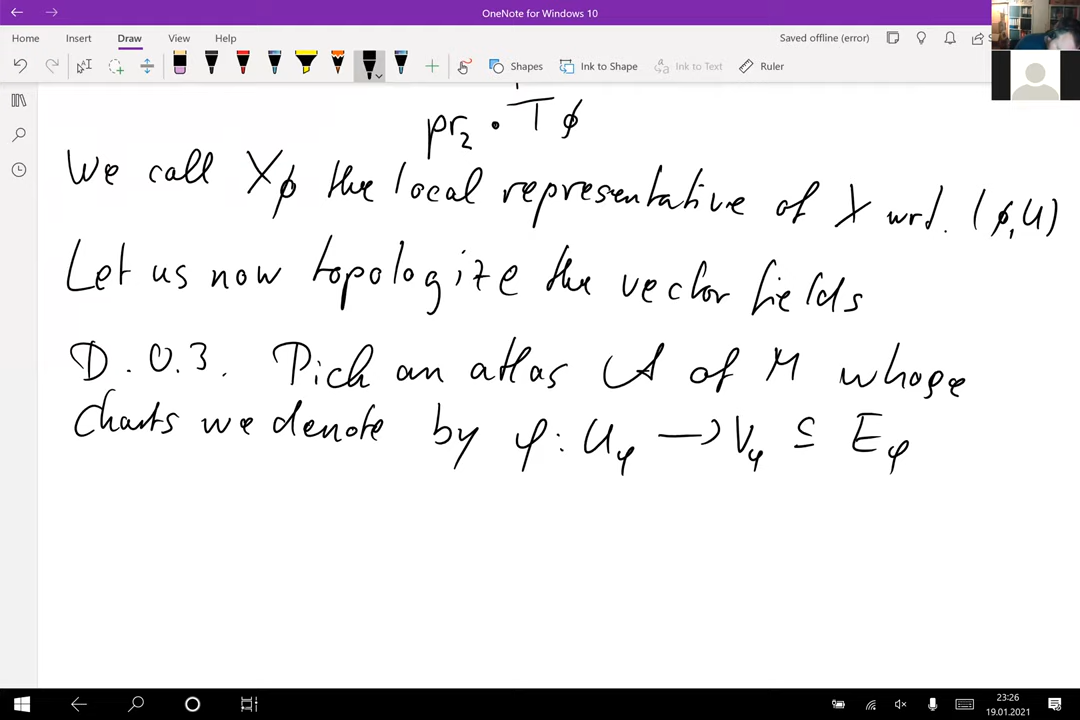 OneNote for Windows 10
Home Insert Draw View Help Saved offline (error)
Shapes Ink to Shape Ink to Text Ruler
pr₂ • T ϕ
We call X_ϕ the local representative of X wrt. (ϕ, U)
Let us now topologize the vector fields
D. 0.3. Pick an atlas A of M whose
charts we denote by φ : U_φ → V_φ ⊆ E_φ
23:26
19.01.2021